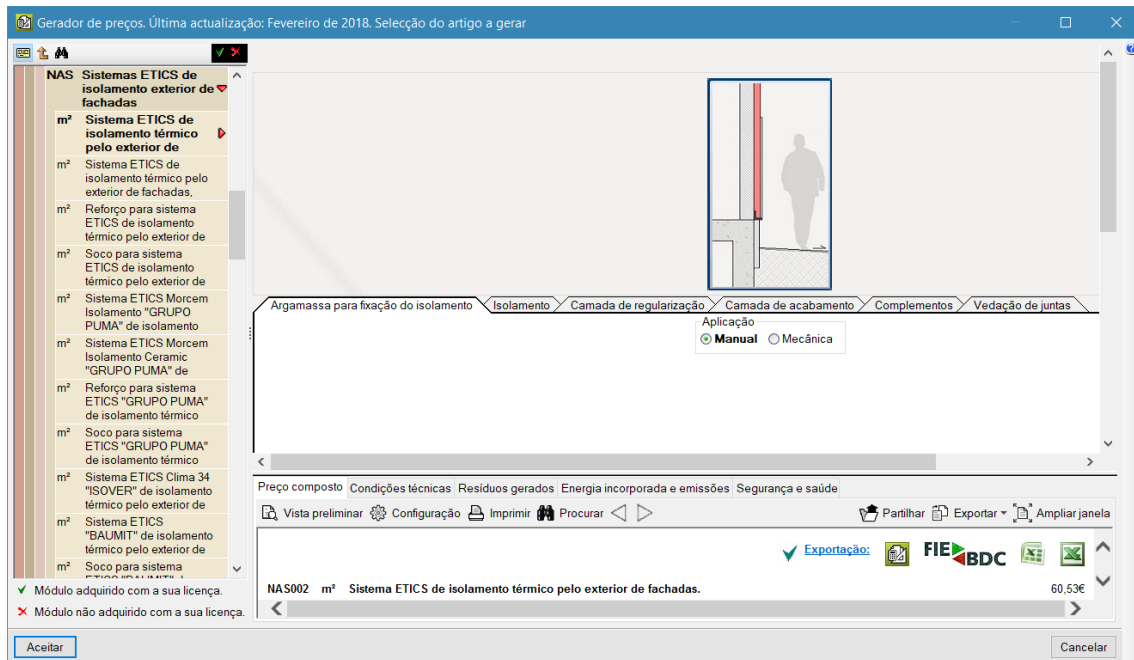 Gerador de preços. Última actualização: Fevereiro de 2018. Selecção do artigo a gerar
NAS Sistemas ETICS de
isolamento exterior de
fachadas
m² Sistema ETICS de
isolamento térmico
pelo exterior de
m² Sistema ETICS de
isolamento térmico pelo
exterior de fachadas,
m² Reforço para sistema
ETICS de isolamento
térmico pelo exterior de
m² Soco para sistema
ETICS de isolamento
térmico pelo exterior de
m² Sistema ETICS Morcem
Isolamento "GRUPO
PUMA" de isolamento
m² Sistema ETICS Morcem
Isolamento Ceramic
"GRUPO PUMA" de
m² Reforço para sistema
ETICS "GRUPO PUMA"
de isolamento térmico
m² Soco para sistema
ETICS "GRUPO PUMA"
de isolamento térmico
m² Sistema ETICS Clima 34
"ISOVER" de isolamento
térmico pelo exterior de
m² Sistema ETICS
"BAUMIT" de isolamento
térmico pelo exterior de
m² Soco para sistema
Módulo adquirido com a sua licença.
Módulo não adquirido com a sua licença.
Argamassa para fixação do isolamento Isolamento Camada de regularização Camada de acabamento Complementos Vedação de juntas
Aplicação
Manual Mecânica
Preço composto Condições técnicas Resíduos gerados Energia incorporada e emissões Segurança e saúde
Vista preliminar Configuração Imprimir Procurar Partilhar Exportar Ampliar janela
Exportação: FIE BDC
NAS002 m² Sistema ETICS de isolamento térmico pelo exterior de fachadas. 60,53€
Aceitar Cancelar